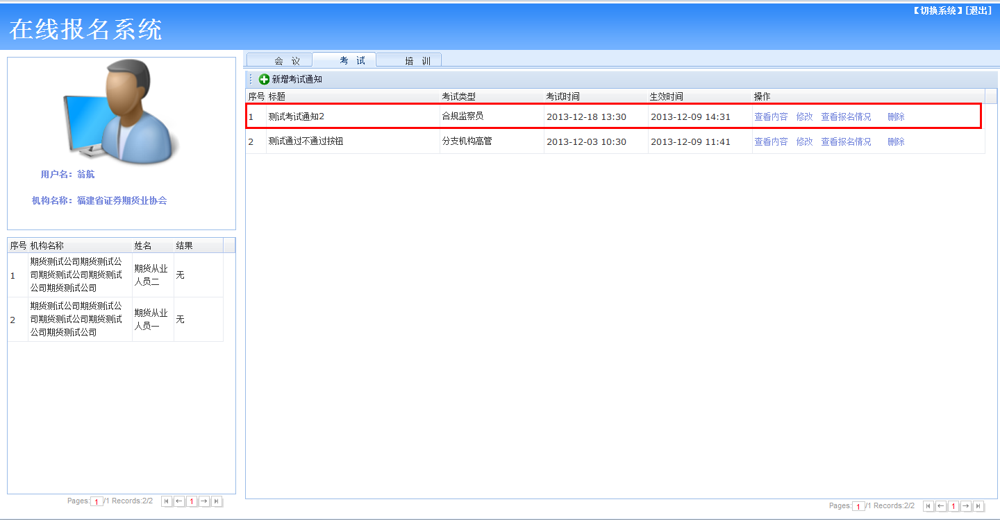 【切换系统】[退出]
在线报名系统
会 议 考 试 培 训
新增考试通知
序号 标题 考试类型 考试时间 生效时间 操作
1 测试考试通知2 合规监察员 2013-12-18 13:30 2013-12-09 14:31 查看内容 修改 查看报名情况 删除
2 测试通过不通过按钮 分支机构高管 2013-12-03 10:30 2013-12-09 11:41 查看内容 修改 查看报名情况 删除
用户名：翁航
机构名称：福建省证券期货业协会
序号 机构名称 姓名 结果
1 期货测试公司期货测试公
司期货测试公司期货测试
公司期货测试公司
期货从业
人员二
无
2 期货测试公司期货测试公
司期货测试公司期货测试
公司期货测试公司
期货从业
人员一
无
Pages: 1 /1 Records:2/2 1
Pages: 1 /1 Records:2/2 1